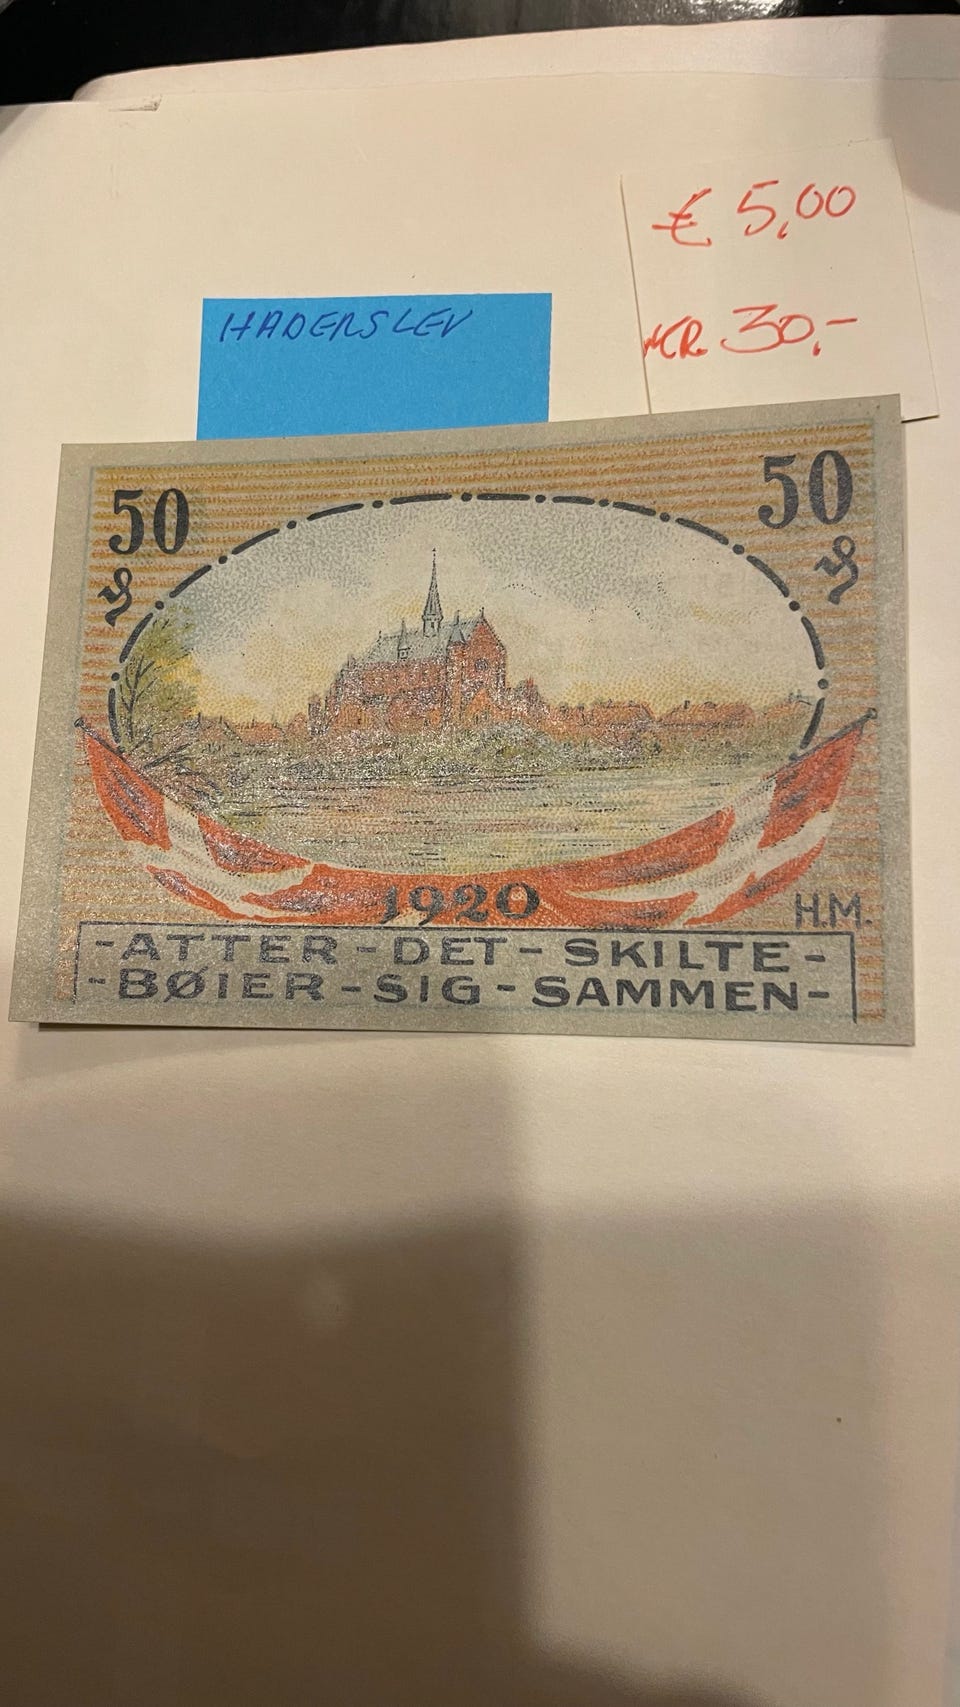 € 5,00
KR. 30,-
HADERSLEV
50 50
₰ ₰
1920
H.M.
-ATTER-DET-SKILTE-
-BØIER-SIG-SAMMEN-